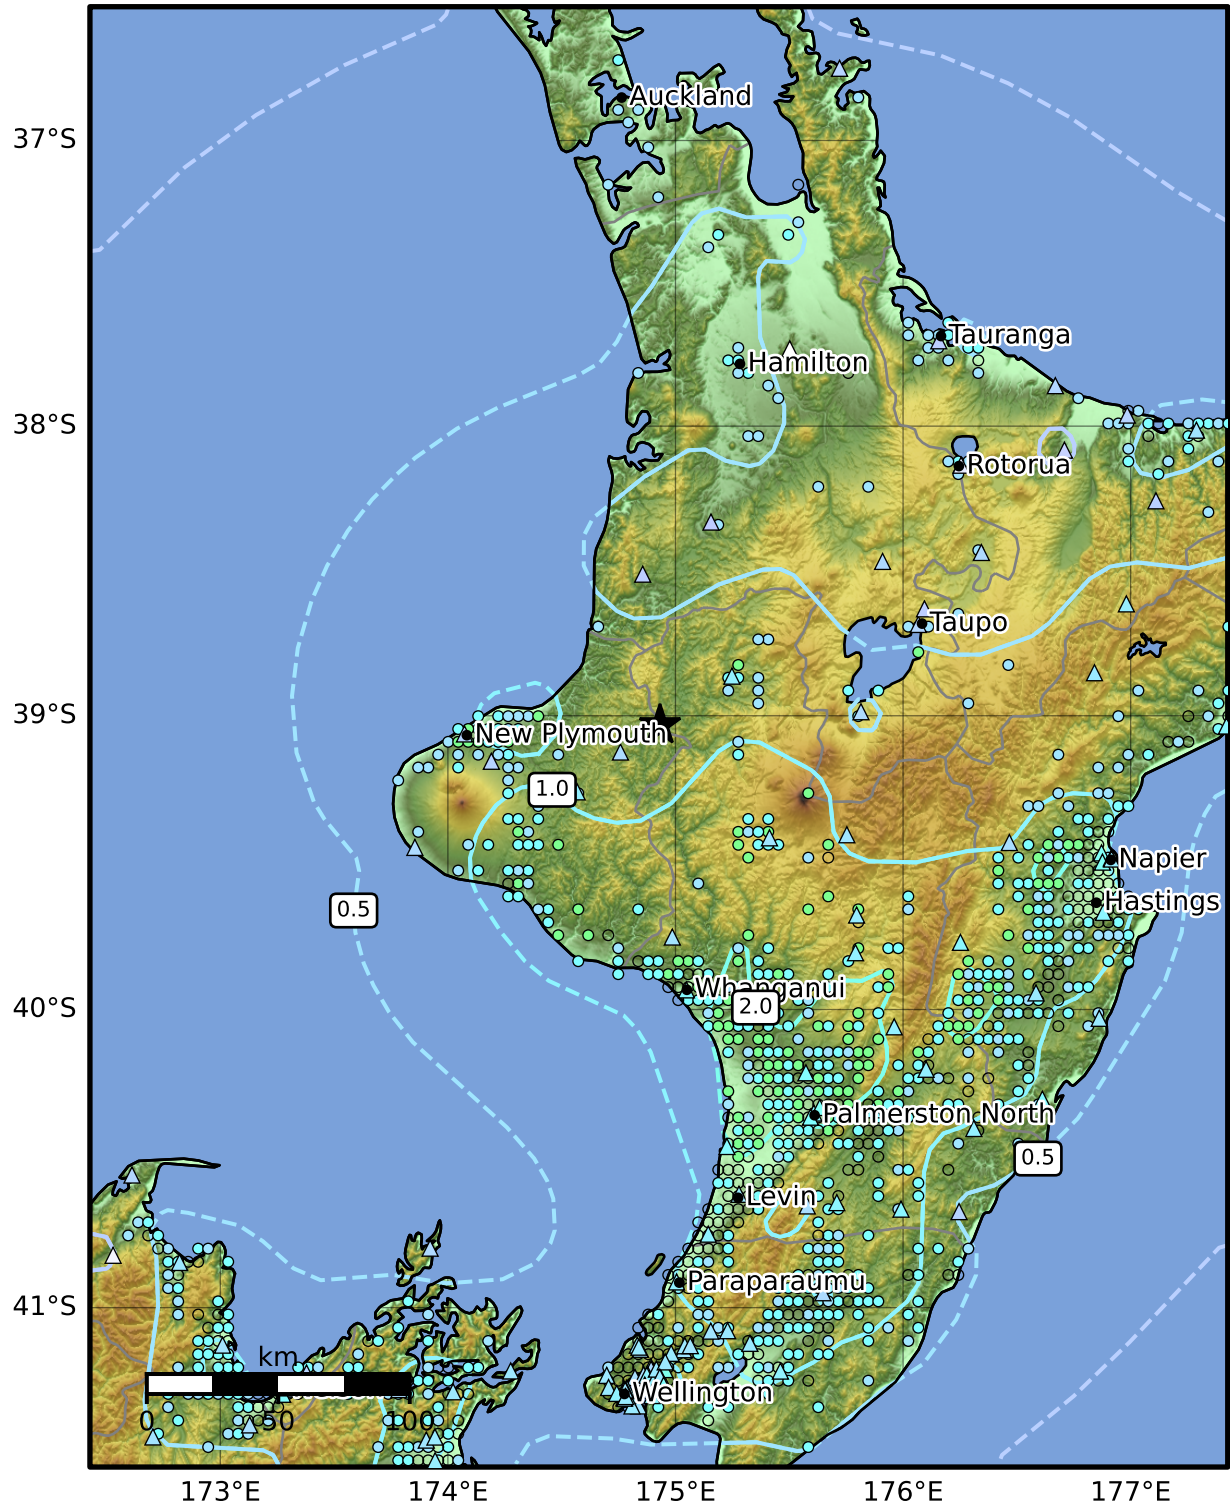 Auckland
37°S
Tauranga
Hamilton
38°S
Rotorua
Taupo
39°S
New Plymouth
1.0
Napier
0.5
Hastings
Whanganui
40°S
2.0
Palmerston North
0.5
Levin
Paraparaumu
41°S
km
Wellington
0 50 100
173°E 174°E 175°E 176°E 177°E